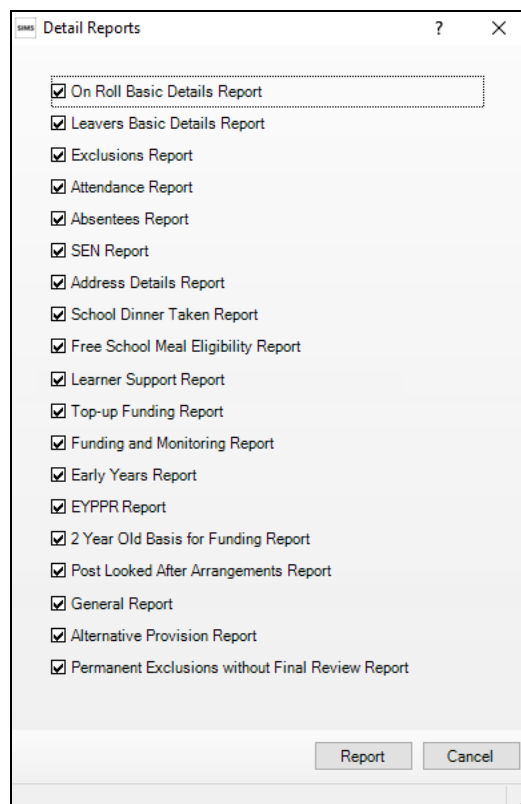 SIMS Detail Reports ? X
On Roll Basic Details Report
Leavers Basic Details Report
Exclusions Report
Attendance Report
Absentees Report
SEN Report
Address Details Report
School Dinner Taken Report
Free School Meal Eligibility Report
Learner Support Report
Top-up Funding Report
Funding and Monitoring Report
Early Years Report
EYPPR Report
2 Year Old Basis for Funding Report
Post Looked After Arrangements Report
General Report
Alternative Provision Report
Permanent Exclusions without Final Review Report
Report Cancel